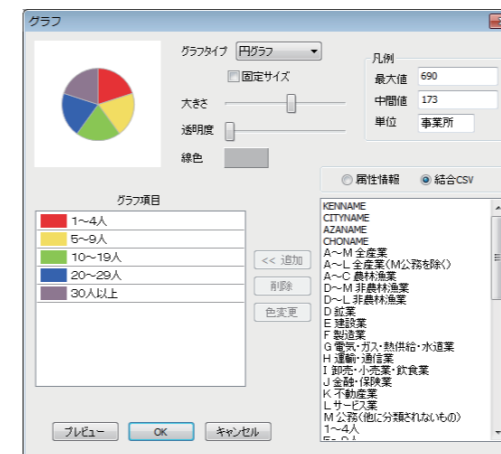 グラフ
グラフタイプ 円グラフ
固定サイズ
大きさ
透明度
線色
凡例
最大値 690
中間値 173
単位 事業所
属性情報 結合CSV
グラフ項目
1～4人
5～9人
10～19人
20～29人
30人以上
<< 追加
削除
色変更
KENNAME
CITYNAME
AZANAME
CHONAME
A～M 全産業
A～L 全産業(M公務を除く)
A～C 農林漁業
D～M 非農林漁業
D～L 非農林漁業
D 鉱業
E 建設業
F 製造業
G 電気・ガス・熱供給・水道業
H 運輸・通信業
I 卸売・小売業・飲食業
J 金融・保険業
K 不動産業
L サービス業
M 公務(他に分類されないもの)
1～4人
5～9人
プレビュー OK キャンセル